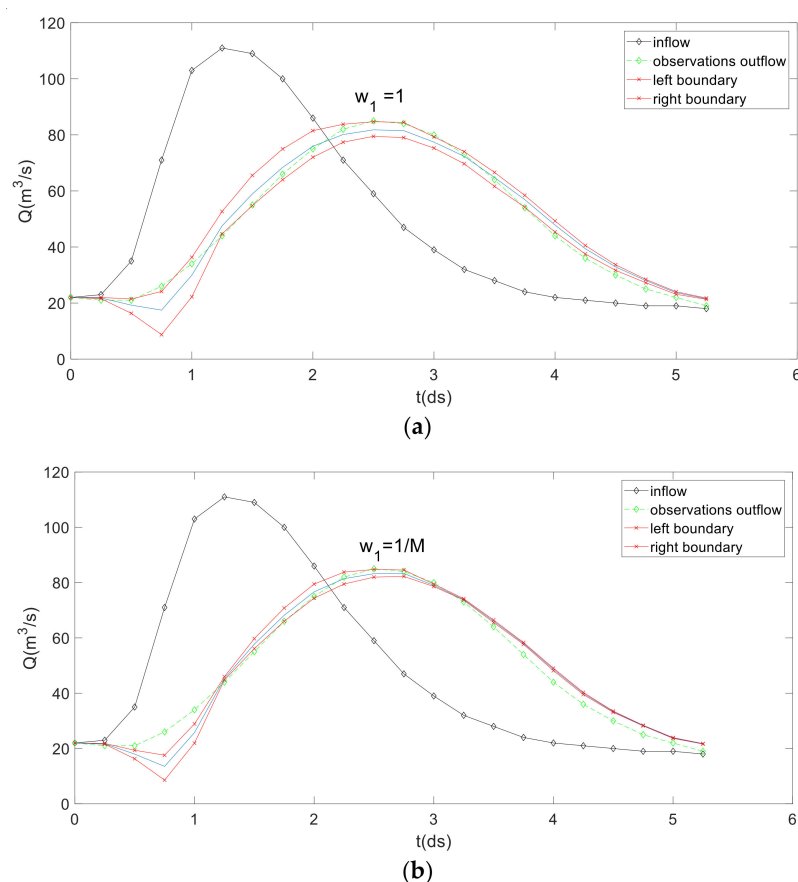 120
100
80
60
40
20
0
Q(m³/s)
0 1 2 3 4 5 6
t(ds)
w₁ =1
inflow
observations outflow
left boundary
right boundary
(a)
120
100
80
60
40
20
0
Q(m³/s)
0 1 2 3 4 5 6
t(ds)
w₁=1/M
inflow
observations outflow
left boundary
right boundary
(b)